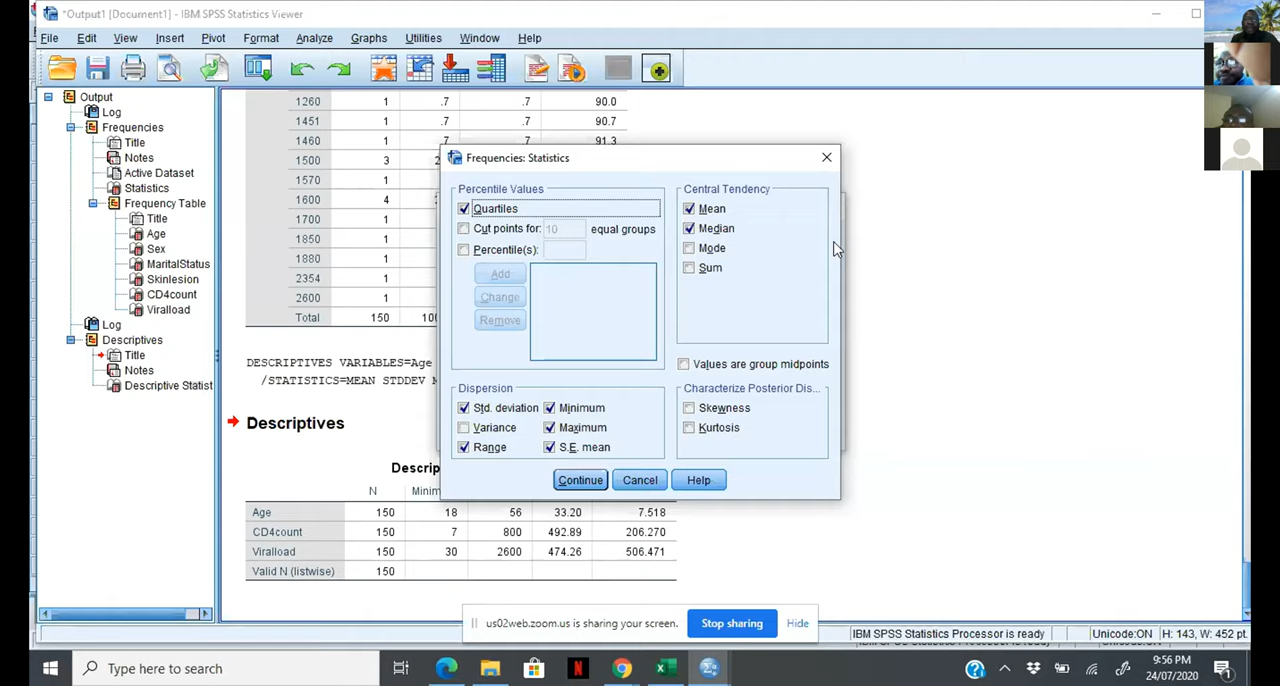 *Output1 [Document1] - IBM SPSS Statistics Viewer
File Edit View Insert Pivot Format Analyze Graphs Utilities Window Help
Output
Log
Frequencies
Title
Notes
Active Dataset
Statistics
Frequency Table
Title
Age
Sex
MaritalStatus
Skinlesion
CD4count
Viralload
Log
Descriptives
Title
Notes
Descriptive Statist
1260 1 .7 .7 90.0
1451 1 .7 .7 90.7
1460 1 .7 .7 91.3
1500 3 2
1570 1
1600 4
1700 1
1850 1
1880 1
2354 1
2600 1
Total 150 100
DESCRIPTIVES VARIABLES=Age
/STATISTICS=MEAN STDDEV M
Descriptives
Descrip
N Minim
Age 150 18 56 33.20 7.518
CD4count 150 7 800 492.89 206.270
Viralload 150 30 2600 474.26 506.471
Valid N (listwise) 150
Frequencies: Statistics
Percentile Values
Quartiles
Cut points for: 10 equal groups
Percentile(s):
Add
Change
Remove
Central Tendency
Mean
Median
Mode
Sum
Values are group midpoints
Dispersion
Std. deviation Minimum
Variance Maximum
Range S.E. mean
Characterize Posterior Dis...
Skewness
Kurtosis
Continue Cancel Help
us02web.zoom.us is sharing your screen. Stop sharing Hide
IBM SPSS Statistics Processor is ready Unicode:ON H: 143, W: 452 pt.
Type here to search
9:56 PM
24/07/2020